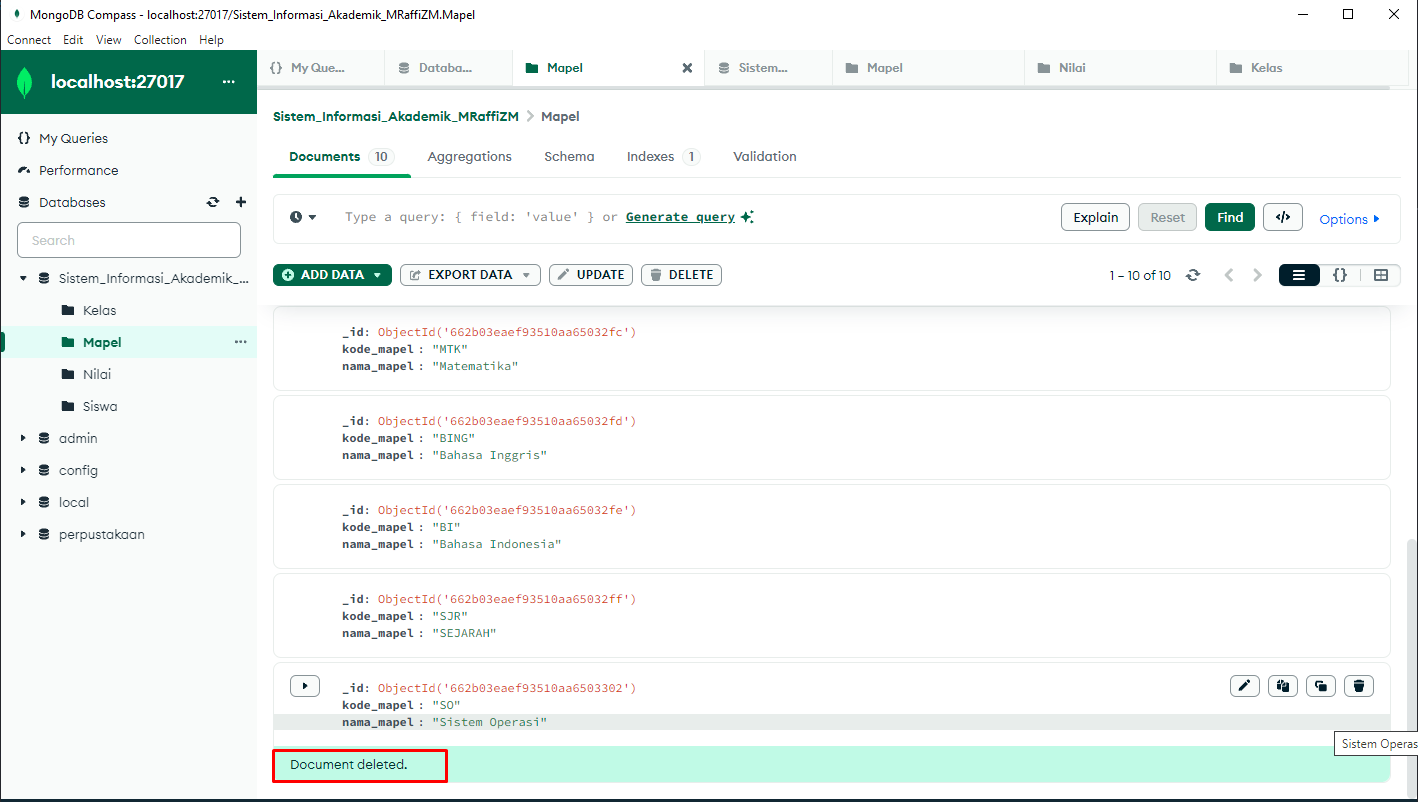 MongoDB Compass - localhost:27017/Sistem_Informasi_Akademik_MRaffiZM.Mapel
Connect Edit View Collection Help
localhost:27017 ...
My Queries
Performance
Databases
Search
Sistem_Informasi_Akademik_...
Kelas
Mapel ...
Nilai
Siswa
admin
config
local
perpustakaan
{} My Que... Databa... Mapel Sistem... Mapel Nilai Kelas
Sistem_Informasi_Akademik_MRaffiZM > Mapel
Documents 10 Aggregations Schema Indexes 1 Validation
Type a query: { field: 'value' } or Generate query
Explain Reset Find </> Options
ADD DATA EXPORT DATA UPDATE DELETE
1 – 10 of 10 {}
_id: ObjectId('662b03eaef93510aa65032fc')
kode_mapel : "MTK"
nama_mapel : "Matematika"
_id: ObjectId('662b03eaef93510aa65032fd')
kode_mapel : "BING"
nama_mapel : "Bahasa Inggris"
_id: ObjectId('662b03eaef93510aa65032fe')
kode_mapel : "BI"
nama_mapel : "Bahasa Indonesia"
_id: ObjectId('662b03eaef93510aa65032ff')
kode_mapel : "SJR"
nama_mapel : "SEJARAH"
_id: ObjectId('662b03eaef93510aa6503302')
kode_mapel : "SO"
nama_mapel : "Sistem Operasi"
Sistem Operas
Document deleted.